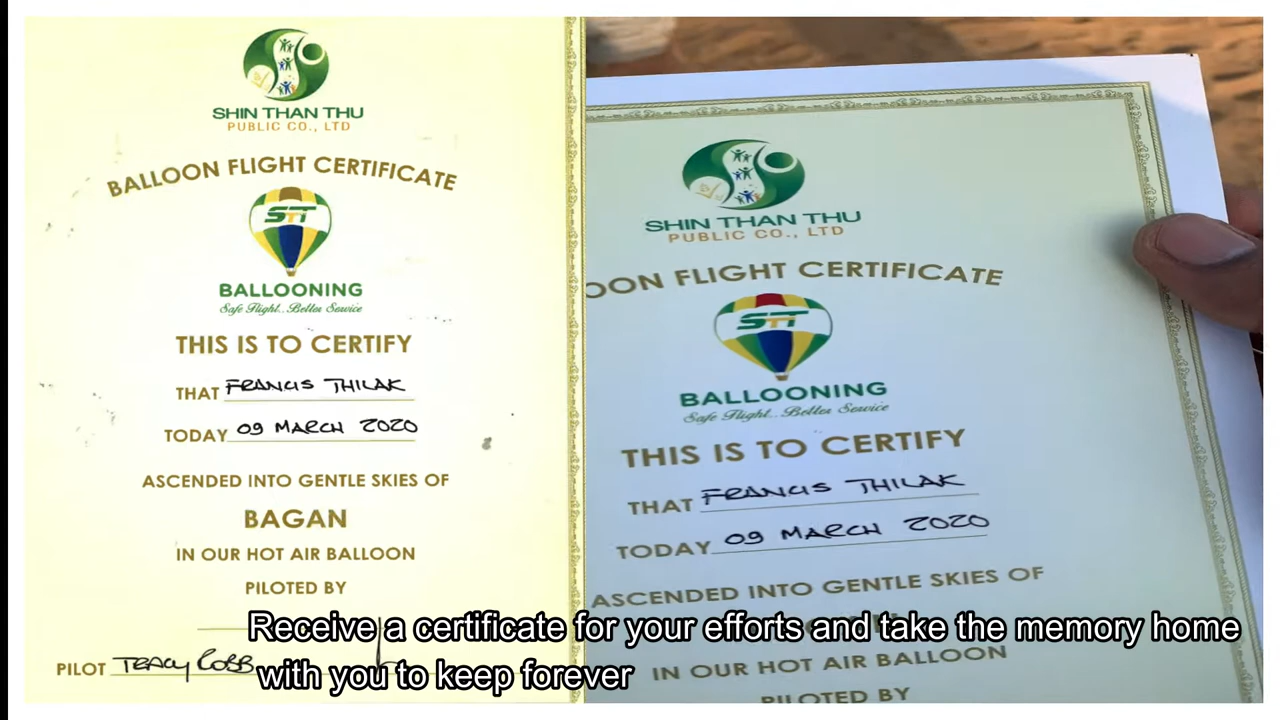 SHIN THAN THU
PUBLIC CO., LTD
BALLOON FLIGHT CERTIFICATE
STT
BALLOONING
Safe Flight..Better Service
THIS IS TO CERTIFY
THAT FRANCIS THILAK
TODAY 09 MARCH 2020
ASCENDED INTO GENTLE SKIES OF
BAGAN
IN OUR HOT AIR BALLOON
PILOTED BY
PILOT TRACY ROBB
SHIN THAN THU
PUBLIC CO., LTD
OON FLIGHT CERTIFICATE
STT
BALLOONING
Safe Flight..Better Service
THIS IS TO CERTIFY
THAT FRANCIS THILAK
TODAY 09 MARCH 2020
ASCENDED INTO GENTLE SKIES OF
IN OUR HOT AIR BALLOON
PILOTED BY
Receive a certificate for your efforts and take the memory home
with you to keep forever